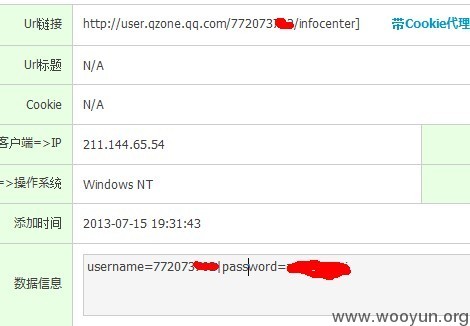 Url链接 http://user.qzone.qq.com/772073 /infocenter] 带Cookie代理
Url标题 N/A
Cookie N/A
客户端=>IP 211.144.65.54
=>操作系统 Windows NT
添加时间 2013-07-15 19:31:43
数据信息 username=772073 |password=
www.wooyun.org